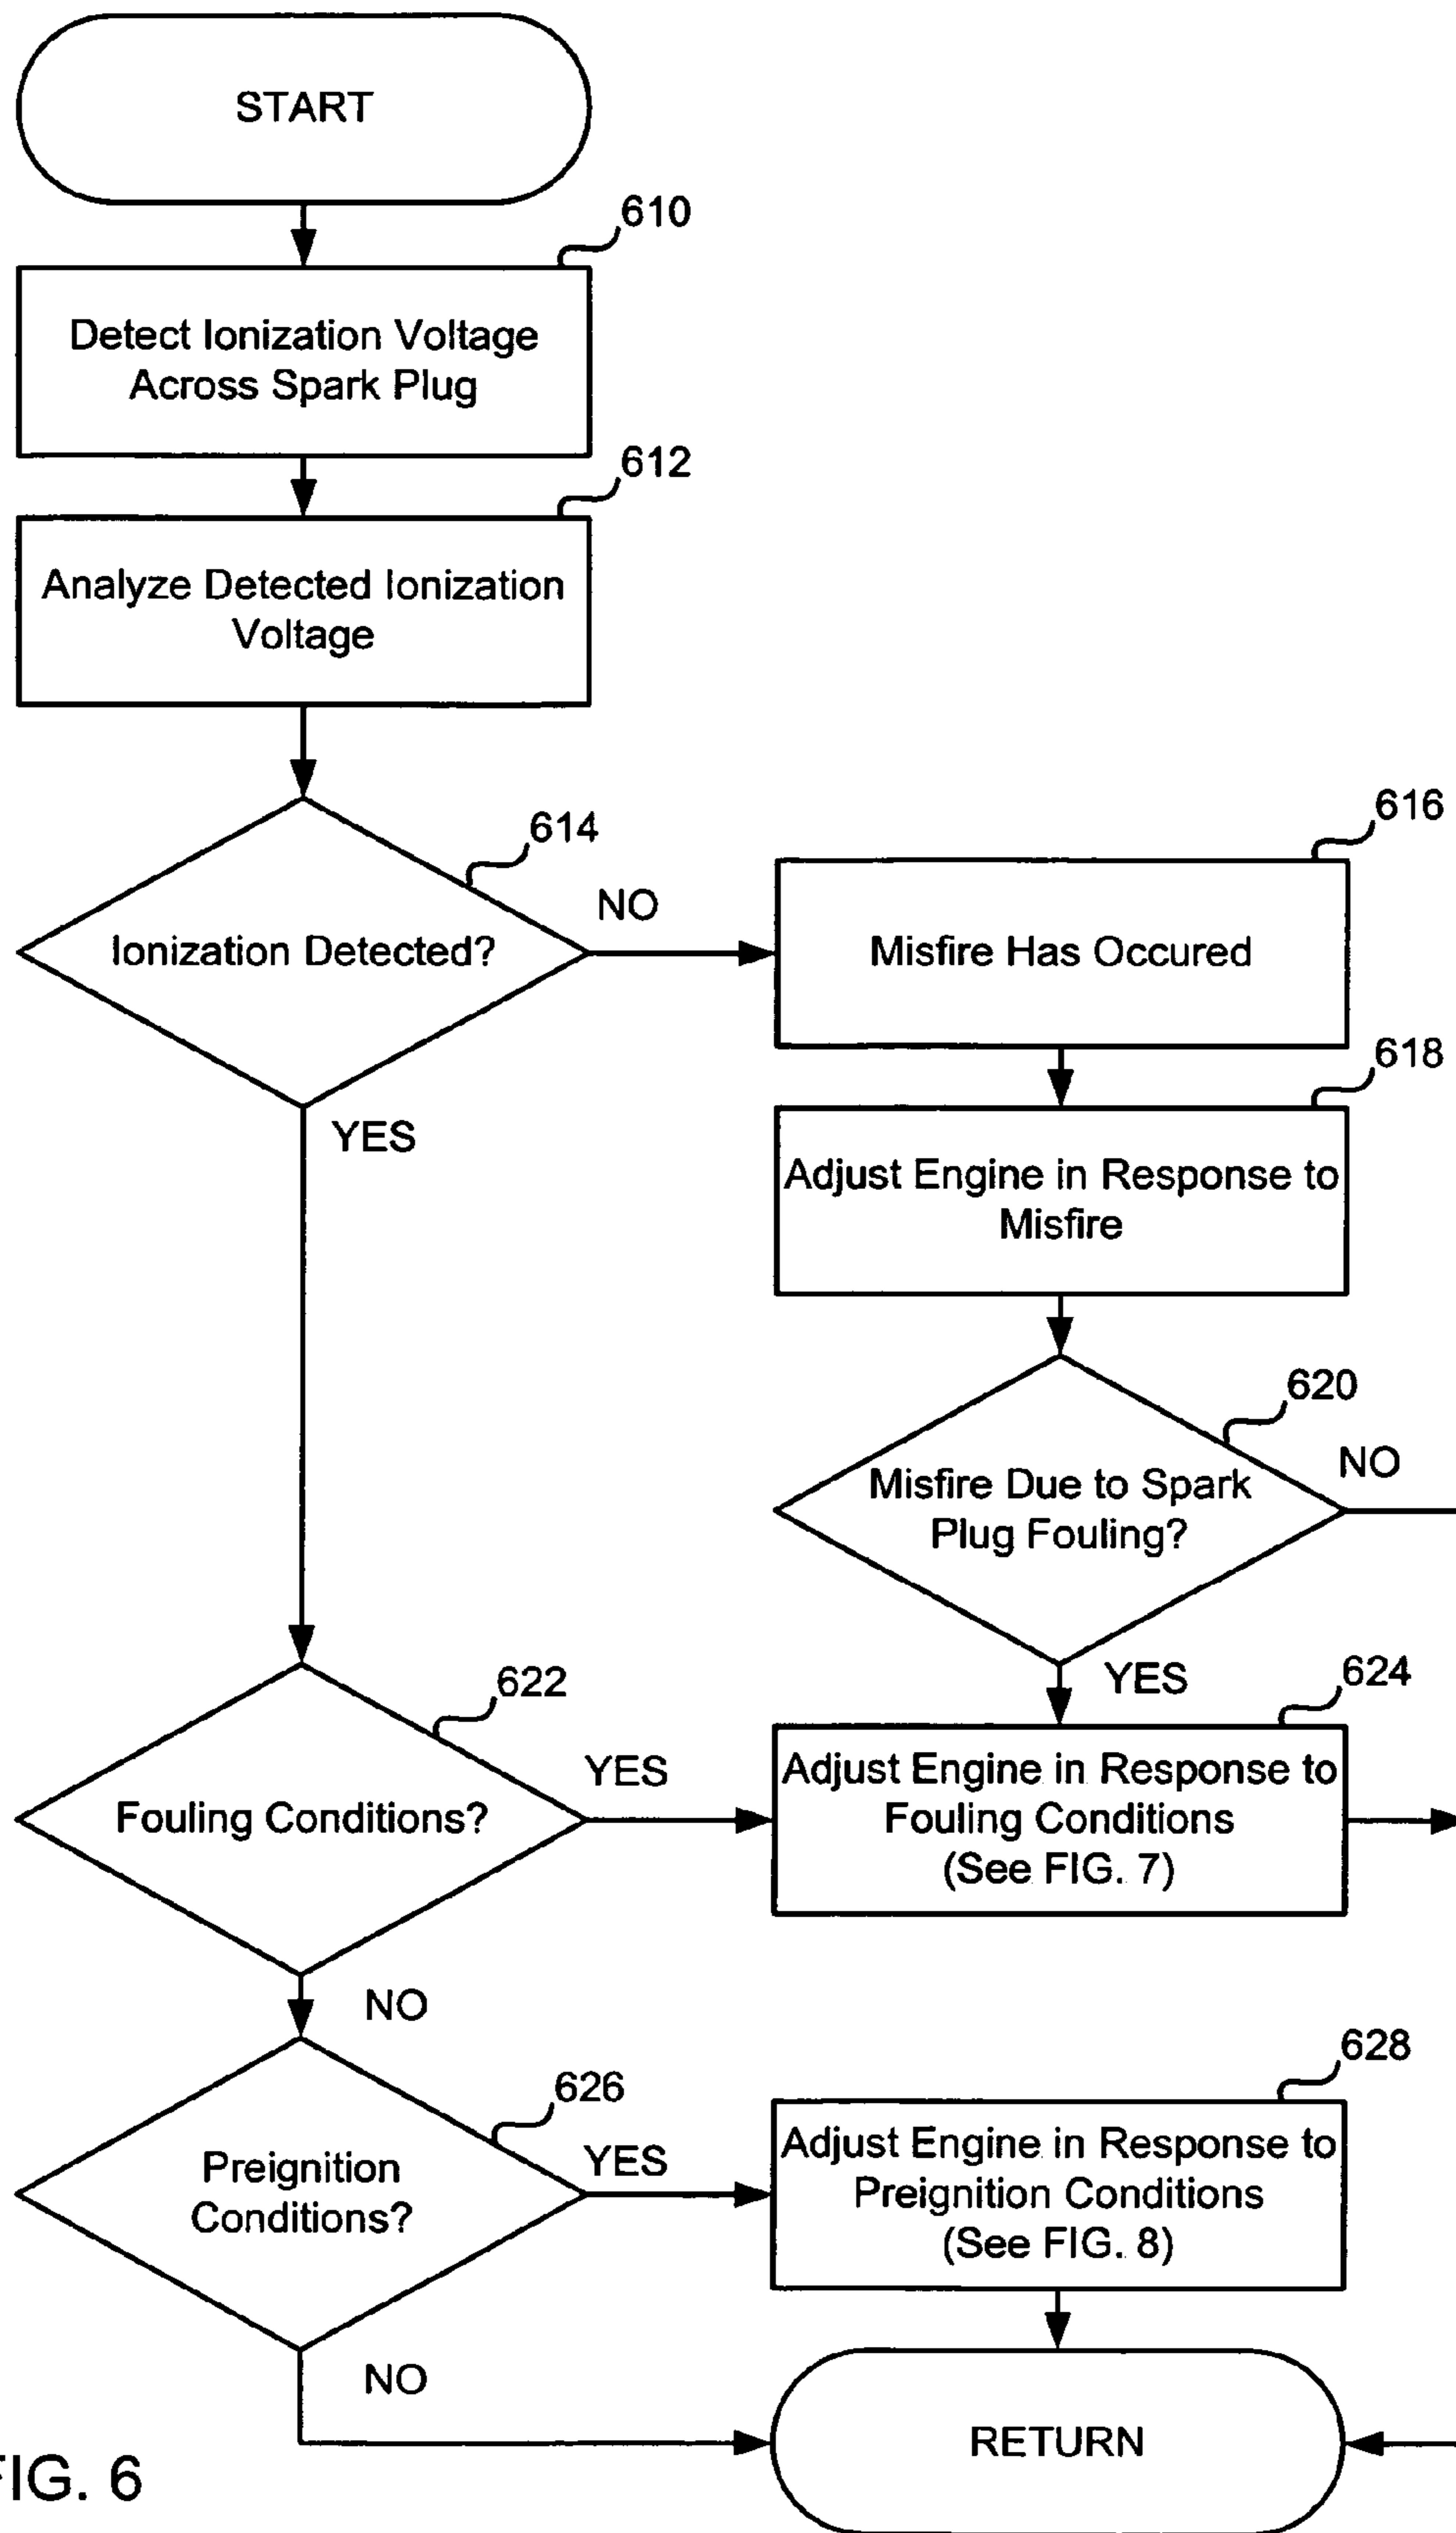 START
610
Detect Ionization Voltage
Across Spark Plug
612
Analyze Detected Ionization
Voltage
614
Ionization Detected?
NO
YES
616
Misfire Has Occured
618
Adjust Engine in Response to
Misfire
620
Misfire Due to Spark
Plug Fouling?
NO
YES
622
Fouling Conditions?
YES
NO
624
Adjust Engine in Response to
Fouling Conditions
(See FIG. 7)
626
Preignition
Conditions?
YES
NO
628
Adjust Engine in Response to
Preignition Conditions
(See FIG. 8)
RETURN
FIG. 6